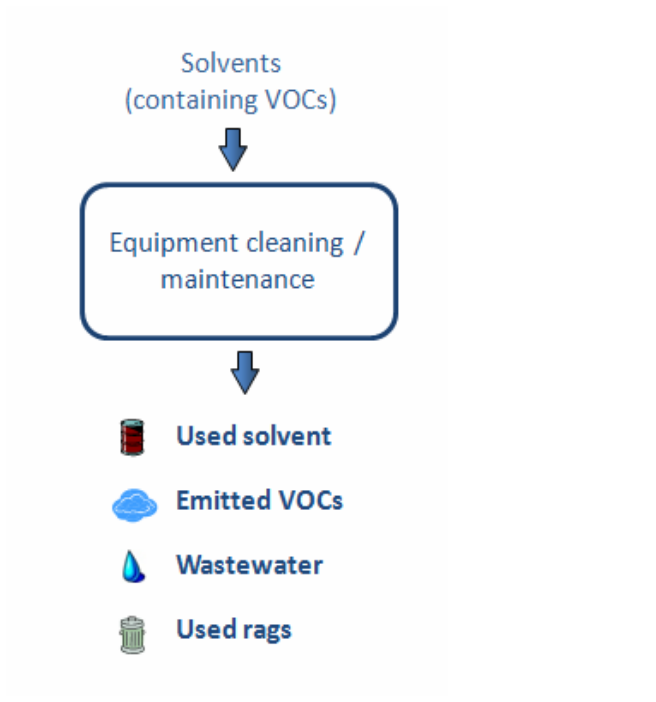 Solvents
(containing VOCs)
Equipment cleaning /
maintenance
Used solvent
Emitted VOCs
Wastewater
Used rags